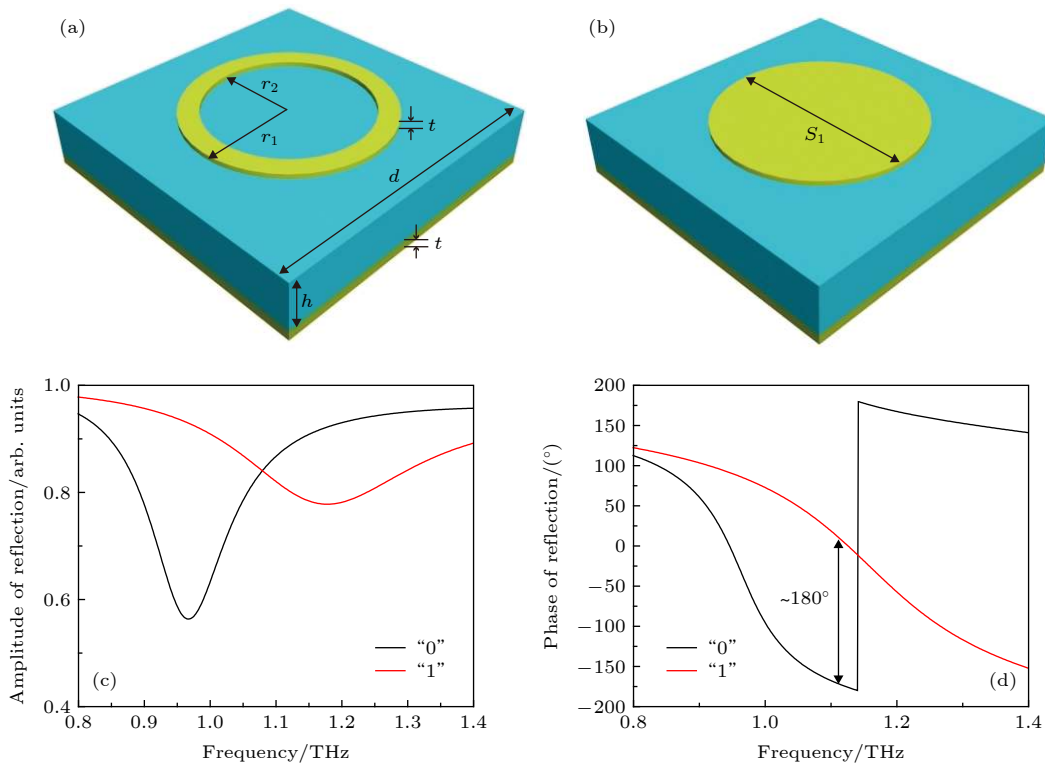 (a)
r2
r1
t
d
t
h
(b)
S1
Amplitude of reflection/arb. units
1.0
0.8
0.6
0.4
“0”
“1”
(c)
0.8 0.9 1.0 1.1 1.2 1.3 1.4
Frequency/THz
Phase of reflection/(°)
200
150
100
50
0
−50
−100
−150
−200
~180°
“0”
“1”
(d)
0.8 1.0 1.2 1.4
Frequency/THz